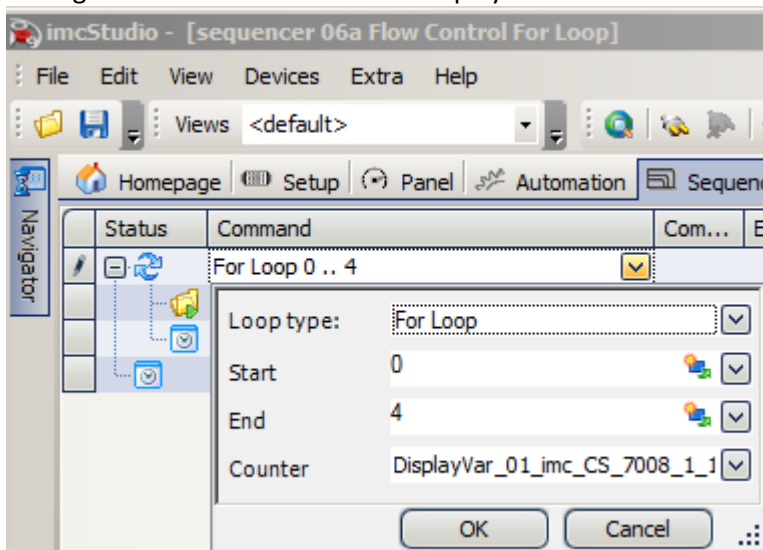 imcStudio - [sequencer 06a Flow Control For Loop]
File Edit View Devices Extra Help
Views <default>
Homepage Setup Panel Automation Sequen
Navigator
Status Command Com... E
For Loop 0 .. 4
Loop type: For Loop
Start 0
End 4
Counter DisplayVar_01_imc_CS_7008_1_1
OK Cancel